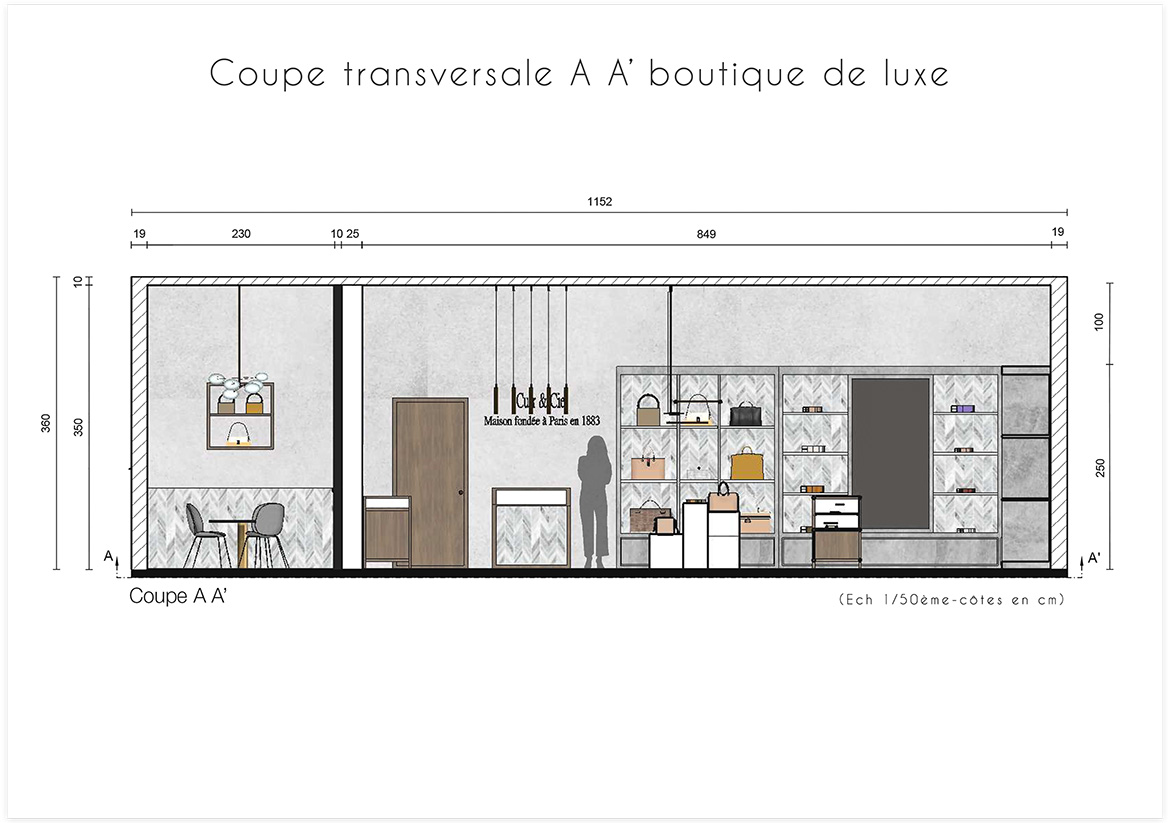 Coupe transversale A A' boutique de luxe
1152
19 230 10 25 849 19
10
100
360
350
250
Cuir & Cie
Maison fondée à Paris en 1883
A
A'
Coupe A A'
(Ech 1/50ème-côtes en cm)